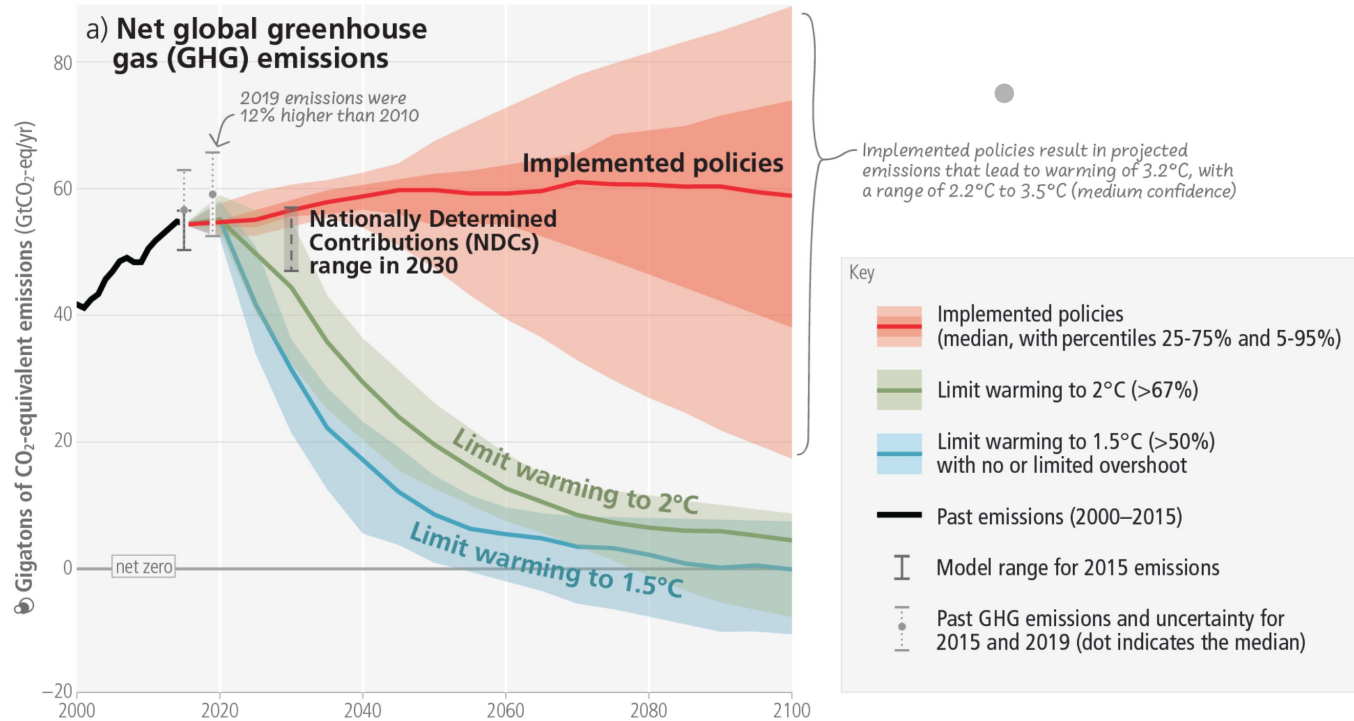 a) Net global greenhouse
gas (GHG) emissions
2019 emissions were
12% higher than 2010
Gigatons of CO₂-equivalent emissions (GtCO₂-eq/yr)
80
60
40
20
0
–20
net zero
2000
2020
2040
2060
2080
2100
Implemented policies
Nationally Determined
Contributions (NDCs)
range in 2030
Limit warming to 2°C
Limit warming to 1.5°C
Implemented policies result in projected
emissions that lead to warming of 3.2°C, with
a range of 2.2°C to 3.5°C (medium confidence)
Key
Implemented policies
(median, with percentiles 25-75% and 5-95%)
Limit warming to 2°C (>67%)
Limit warming to 1.5°C (>50%)
with no or limited overshoot
Past emissions (2000–2015)
Model range for 2015 emissions
Past GHG emissions and uncertainty for
2015 and 2019 (dot indicates the median)